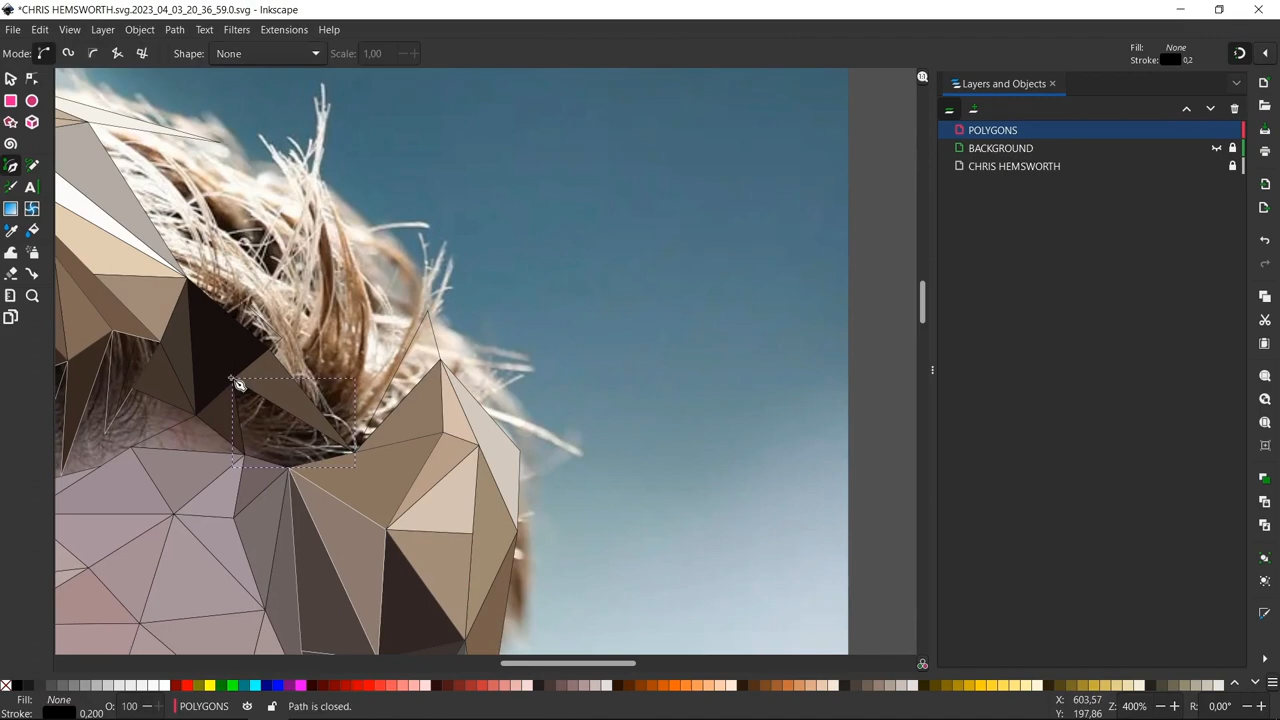 *CHRIS HEMSWORTH.svg.2023_04_03_20_36_59.0.svg - Inkscape
File Edit View Layer Object Path Text Filters Extensions Help
Mode: Shape: None Scale: 1,00 Fill: None
Stroke: 0,2
Layers and Objects
POLYGONS
BACKGROUND
CHRIS HEMSWORTH
Fill: None
Stroke: 0,200
O: 100
POLYGONS
Path is closed.
X: 603,57
Y: 197,86
Z: 400%
R: 0,00°